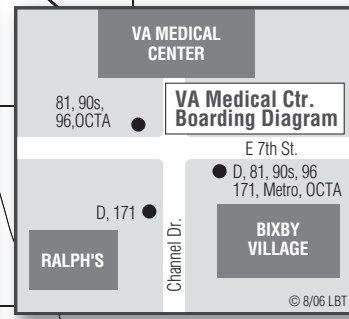 VA MEDICAL
CENTER
81, 90s,
96,OCTA
VA Medical Ctr.
Boarding Diagram
E 7th St.
D, 81, 90s, 96
171, Metro, OCTA
D, 171
Channel Dr.
RALPH'S
BIXBY
VILLAGE
© 8/06 LBT